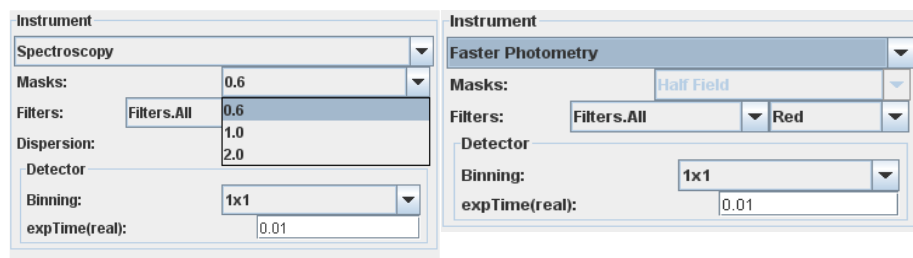 Instrument
Spectroscopy
Masks: 0.6
Filters: Filters.All 0.6
1.0
Dispersion:
2.0
Detector
Binning: 1x1
expTime(real): 0.01
Instrument
Faster Photometry
Masks: Half Field
Filters: Filters.All Red
Detector
Binning: 1x1
expTime(real): 0.01